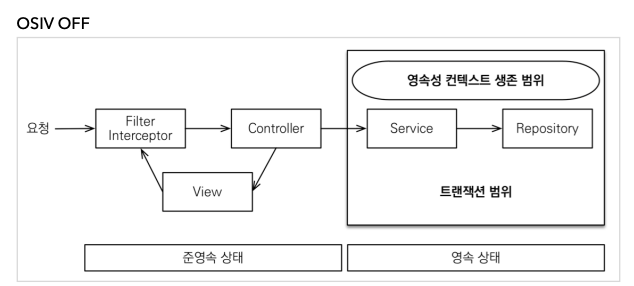 OSIV OFF
영속성 컨텍스트 생존 범위
요청
Filter
Interceptor
Controller
Service
Repository
View
트랜잭션 범위
준영속 상태
영속 상태